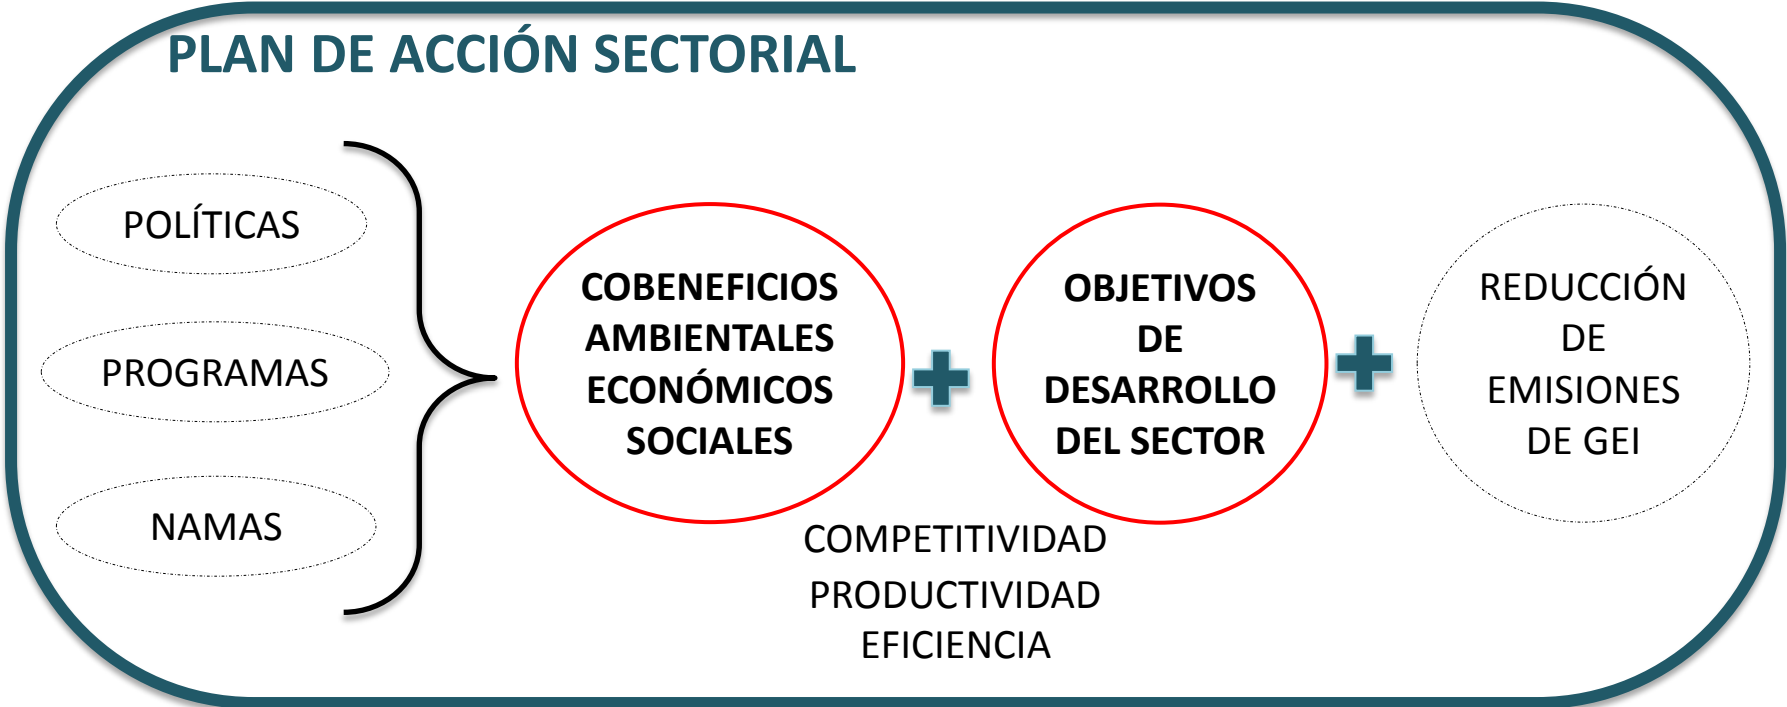 PLAN DE ACCIÓN SECTORIAL
POLÍTICAS
PROGRAMAS
NAMAS
COBENEFICIOS
AMBIENTALES
ECONÓMICOS
SOCIALES
OBJETIVOS
DE
DESARROLLO
DEL SECTOR
REDUCCIÓN
DE
EMISIONES
DE GEI
COMPETITIVIDAD
PRODUCTIVIDAD
EFICIENCIA